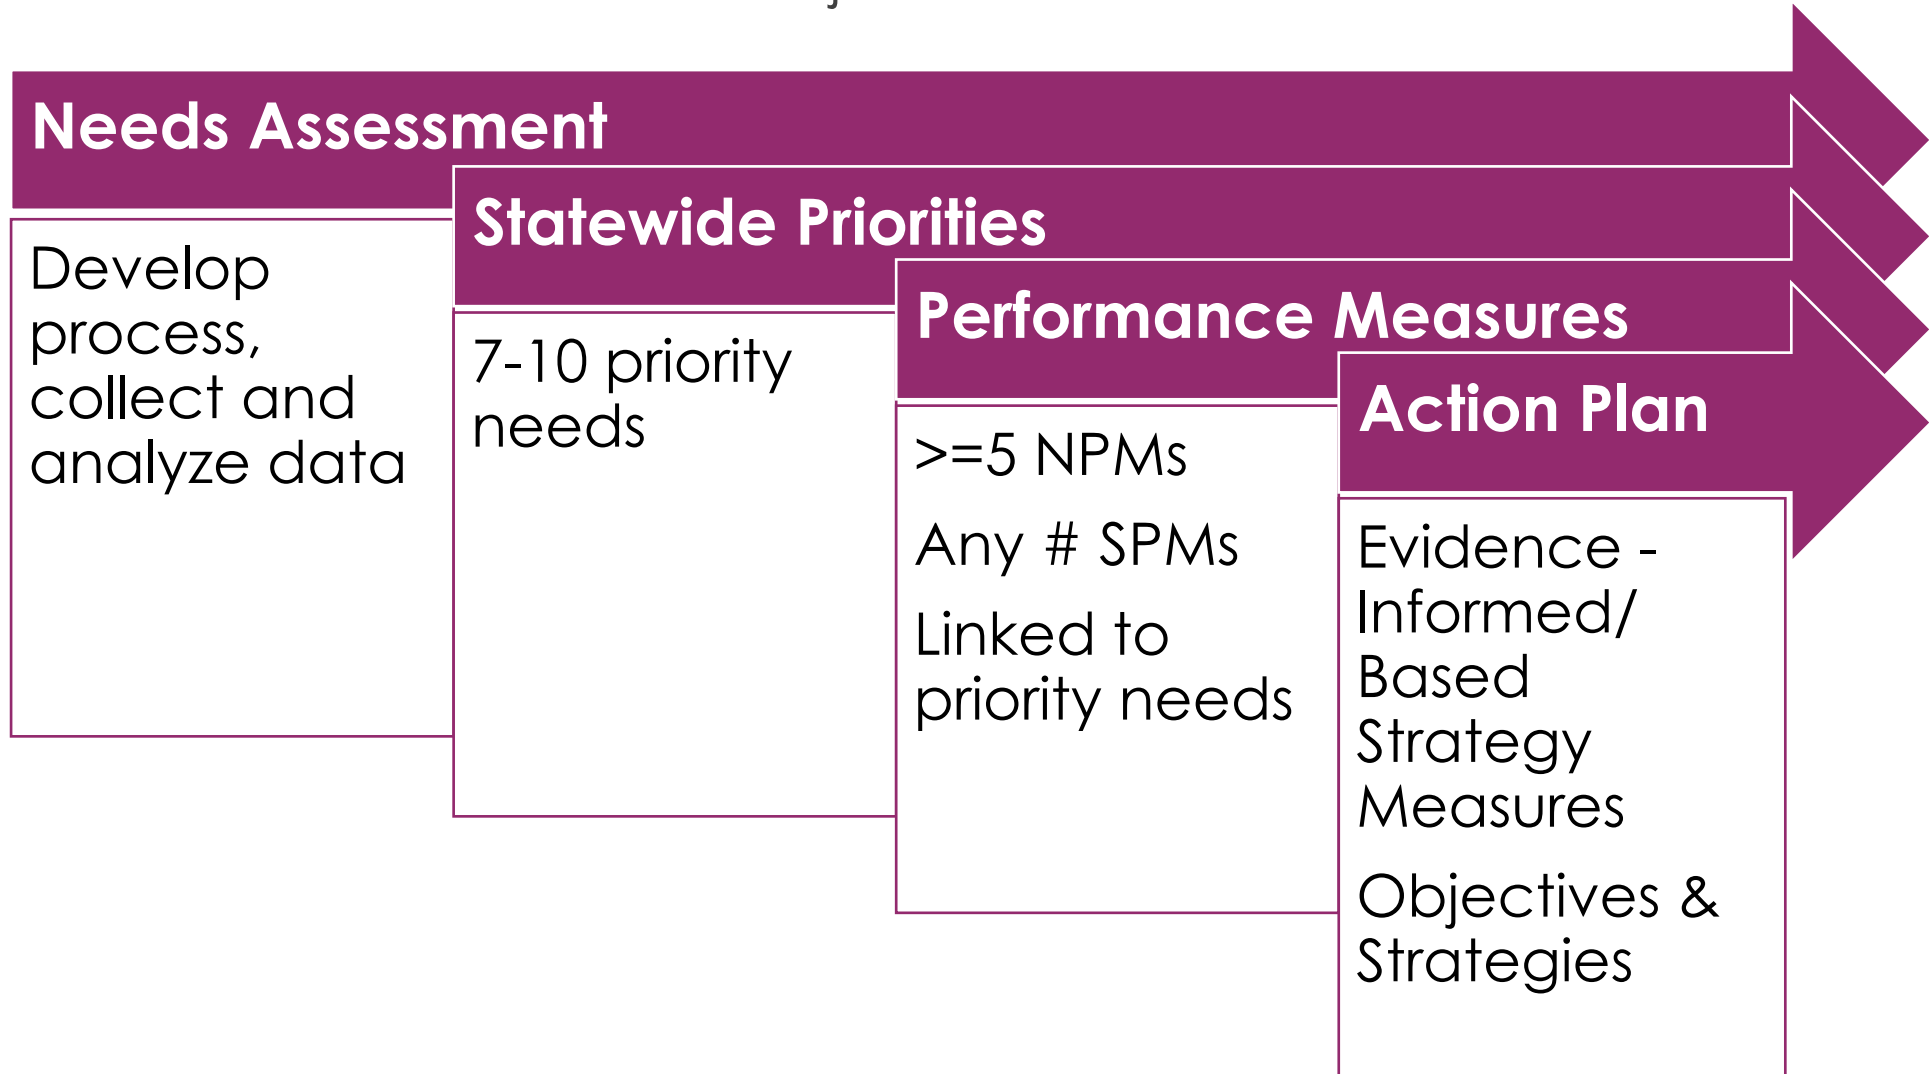 Needs Assessment
Develop
process,
collect and
analyze data
Statewide Priorities
7-10 priority
needs
Performance Measures
>=5 NPMs
Any # SPMs
Linked to
priority needs
Action Plan
Evidence -
Informed/
Based
Strategy
Measures
Objectives &
Strategies